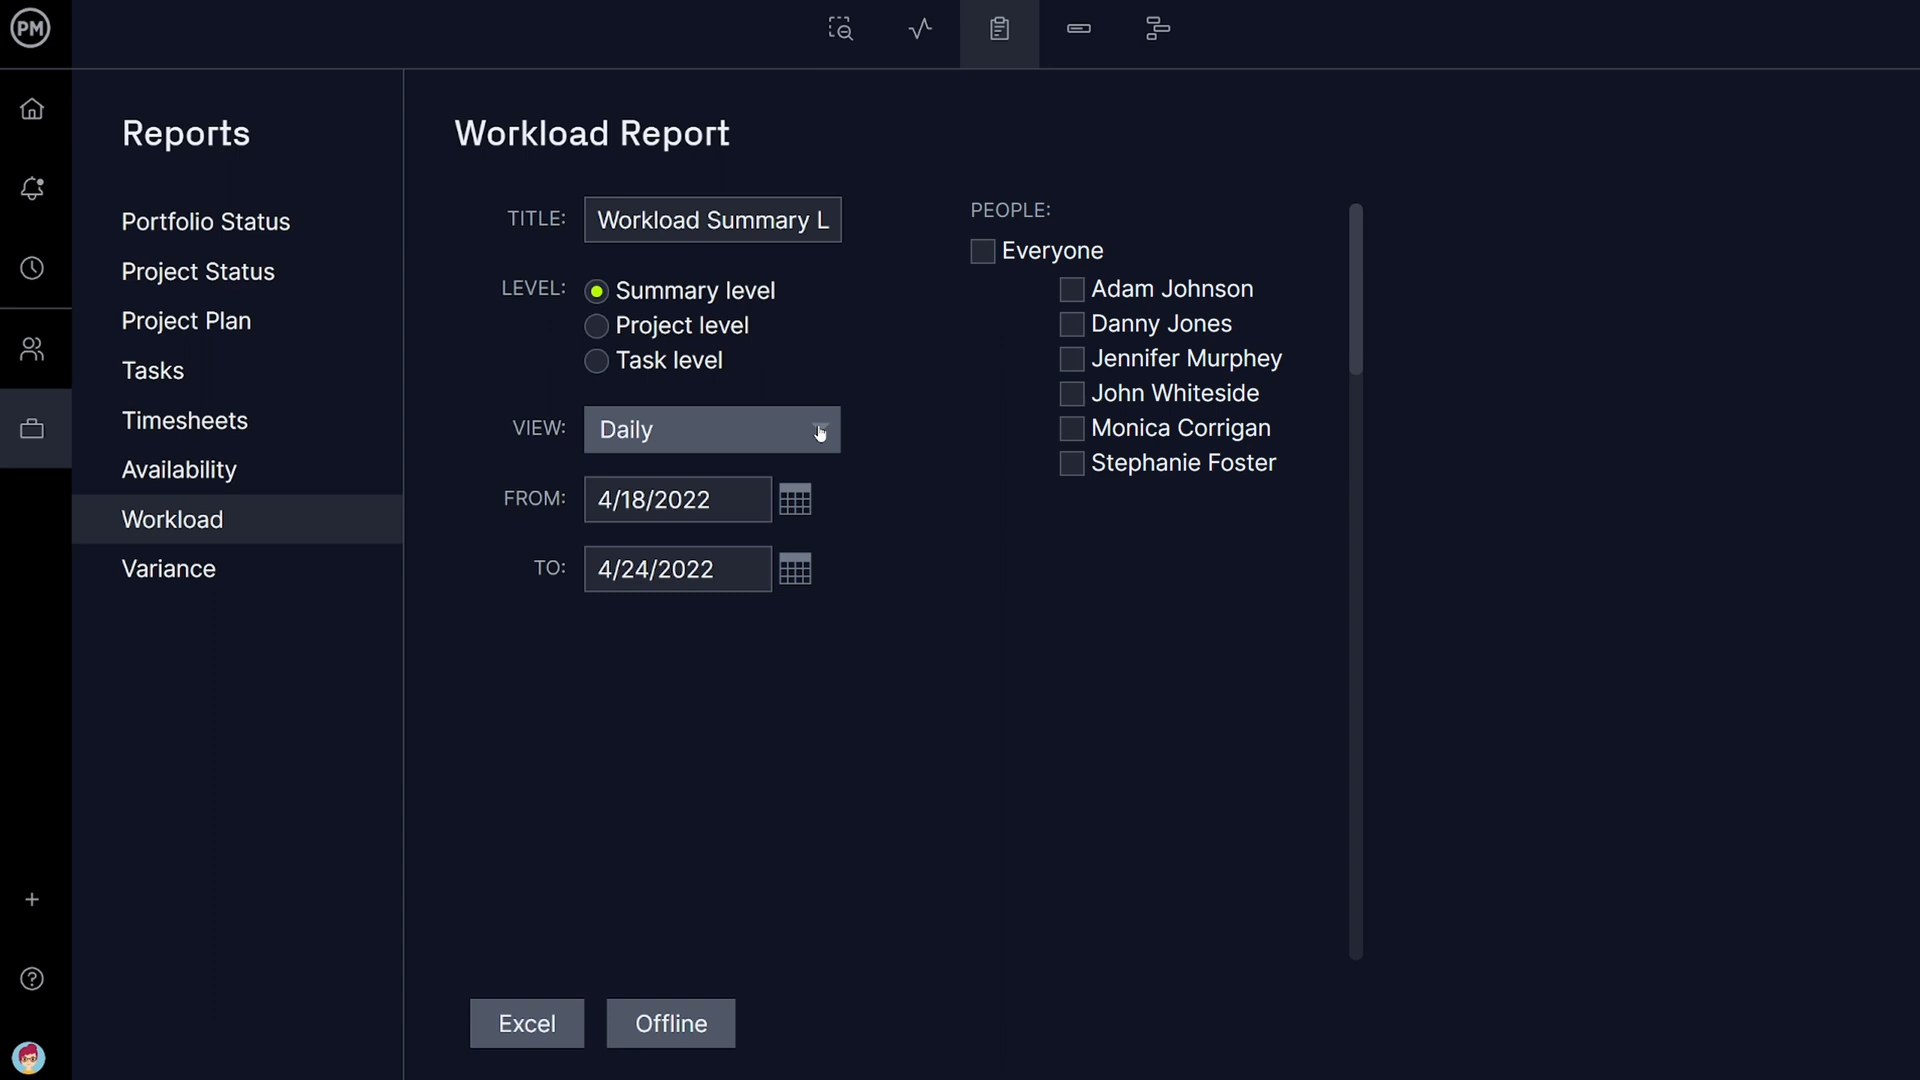 PM
Reports
Portfolio Status
Project Status
Project Plan
Tasks
Timesheets
Availability
Workload
Variance
Workload Report
TITLE: Workload Summary L
LEVEL: Summary level
Project level
Task level
VIEW: Daily
FROM: 4/18/2022
TO: 4/24/2022
PEOPLE:
Everyone
Adam Johnson
Danny Jones
Jennifer Murphey
John Whiteside
Monica Corrigan
Stephanie Foster
Excel Offline